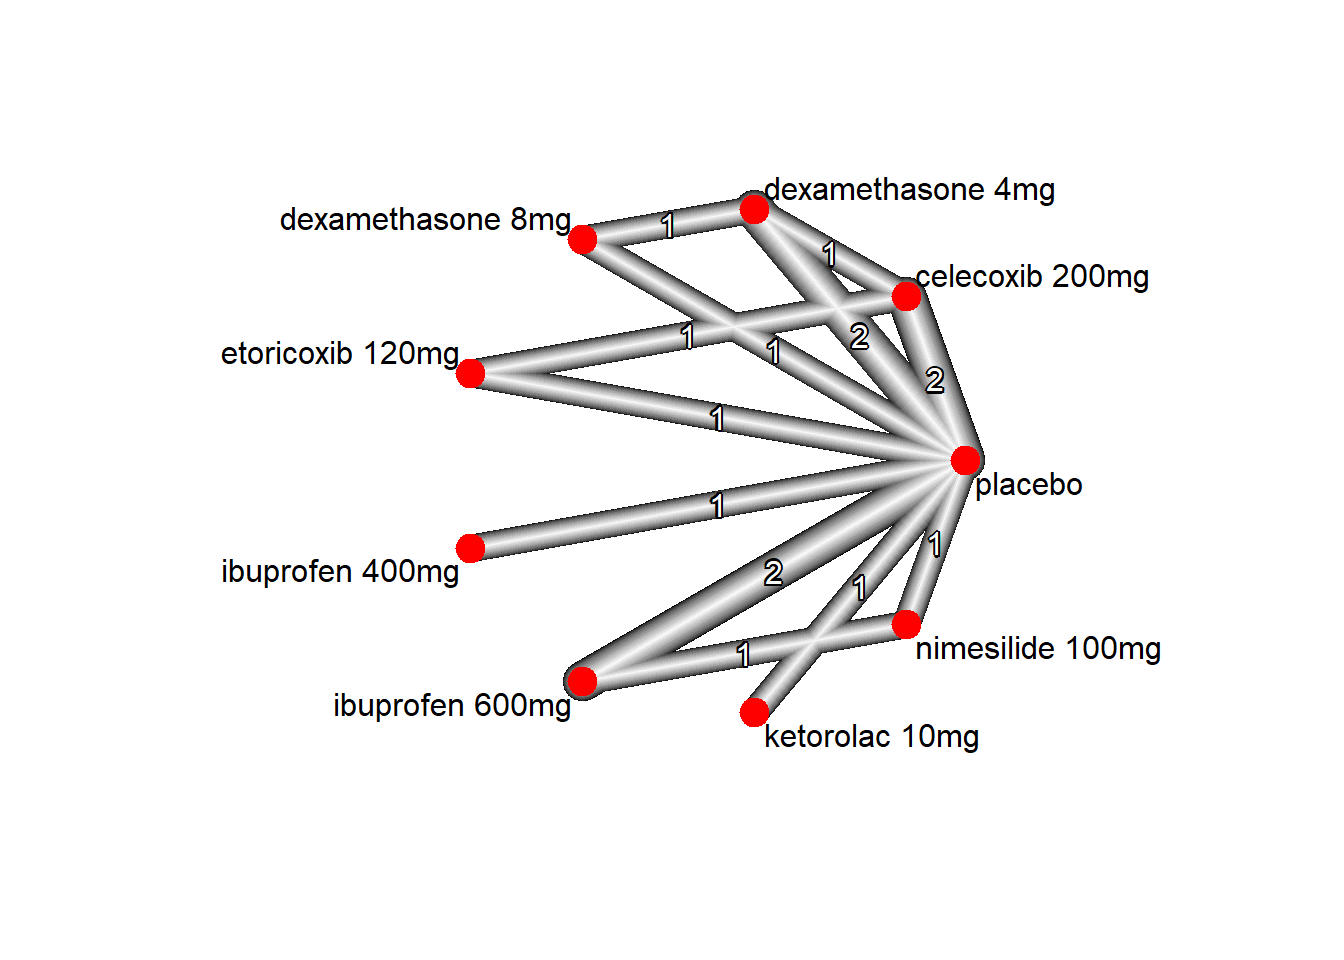 dexamethasone 4mg
dexamethasone 8mg
1
1
celecoxib 200mg
1
2
etoricoxib 120mg
1
2
1
placebo
1
1
ibuprofen 400mg
2
1
nimesilide 100mg
1
ibuprofen 600mg
ketorolac 10mg